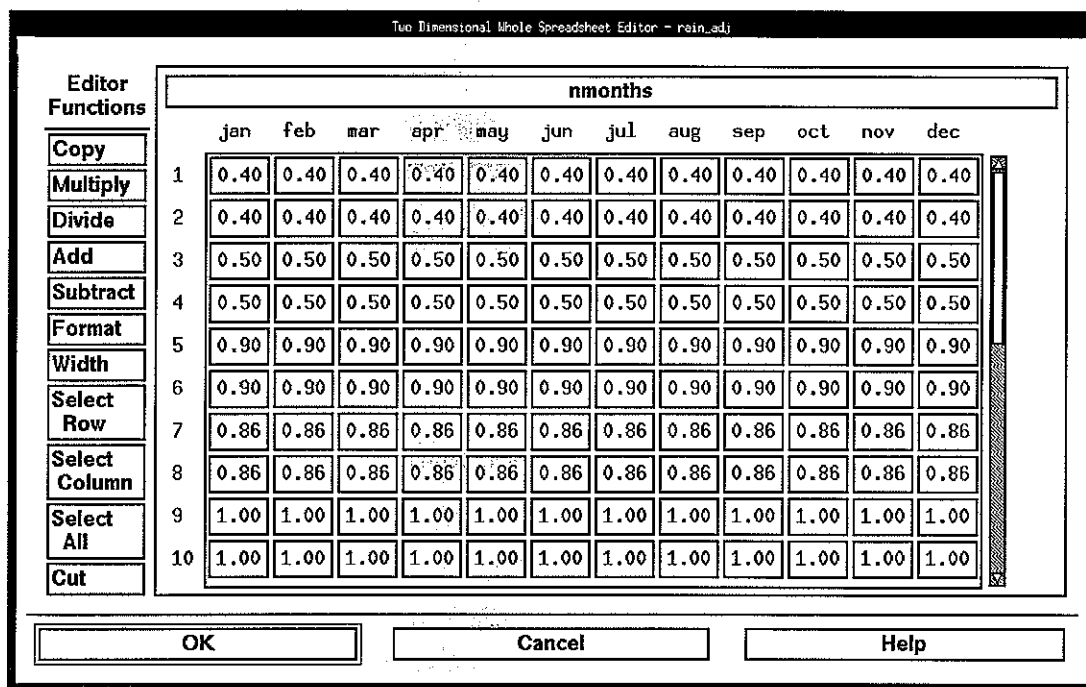 Two Dimensional Whole Spreadsheet Editor - rain_adj
Editor
Functions
Copy
Multiply
Divide
Add
Subtract
Format
Width
Select
Row
Select
Column
Select
All
Cut
nmonths
jan feb mar apr may jun jul aug sep oct nov dec
1 0.40 0.40 0.40 0.40 0.40 0.40 0.40 0.40 0.40 0.40 0.40 0.40
2 0.40 0.40 0.40 0.40 0.40 0.40 0.40 0.40 0.40 0.40 0.40 0.40
3 0.50 0.50 0.50 0.50 0.50 0.50 0.50 0.50 0.50 0.50 0.50 0.50
4 0.50 0.50 0.50 0.50 0.50 0.50 0.50 0.50 0.50 0.50 0.50 0.50
5 0.90 0.90 0.90 0.90 0.90 0.90 0.90 0.90 0.90 0.90 0.90 0.90
6 0.90 0.90 0.90 0.90 0.90 0.90 0.90 0.90 0.90 0.90 0.90 0.90
7 0.86 0.86 0.86 0.86 0.86 0.86 0.86 0.86 0.86 0.86 0.86 0.86
8 0.86 0.86 0.86 0.86 0.86 0.86 0.86 0.86 0.86 0.86 0.86 0.86
9 1.00 1.00 1.00 1.00 1.00 1.00 1.00 1.00 1.00 1.00 1.00 1.00
10 1.00 1.00 1.00 1.00 1.00 1.00 1.00 1.00 1.00 1.00 1.00 1.00
OK Cancel Help